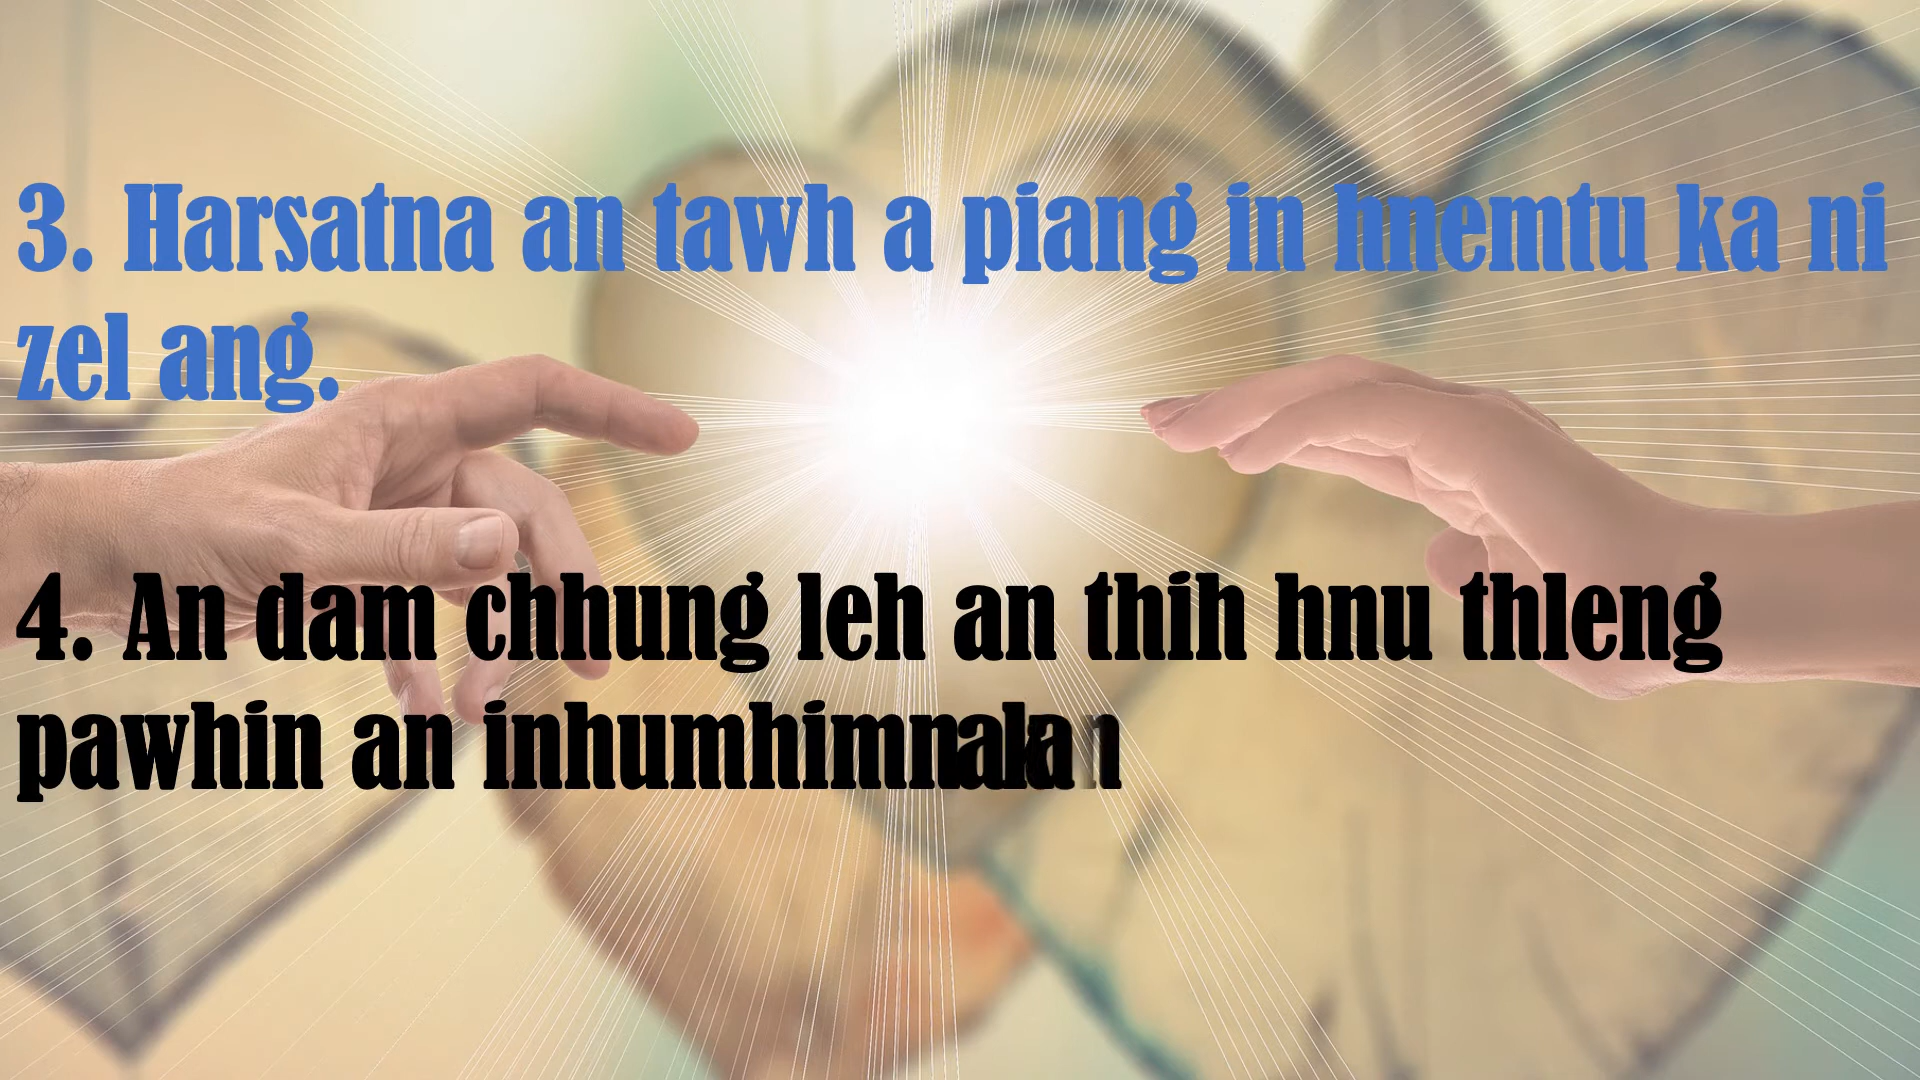 3. Harsatna an tawh a piang in hnemtu ka ni
zel ang.
4. An dam chhung leh an thih hnu thleng
pawhin an